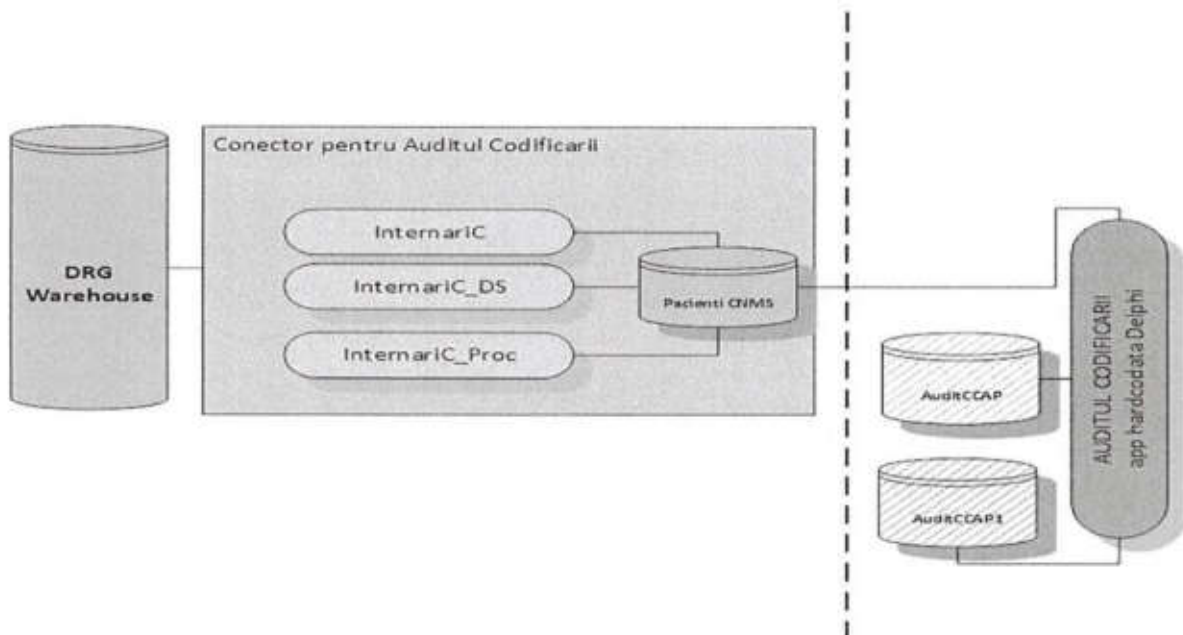 Conector pentru Auditul Codificarii
DRG
Warehouse
InternariC
InternariC_DS
InternariC_Proc
Pacienti CNMS
AuditCCAP
AuditCCAP1
AUDITUL CODIFICARII
app hardcodata Delphi